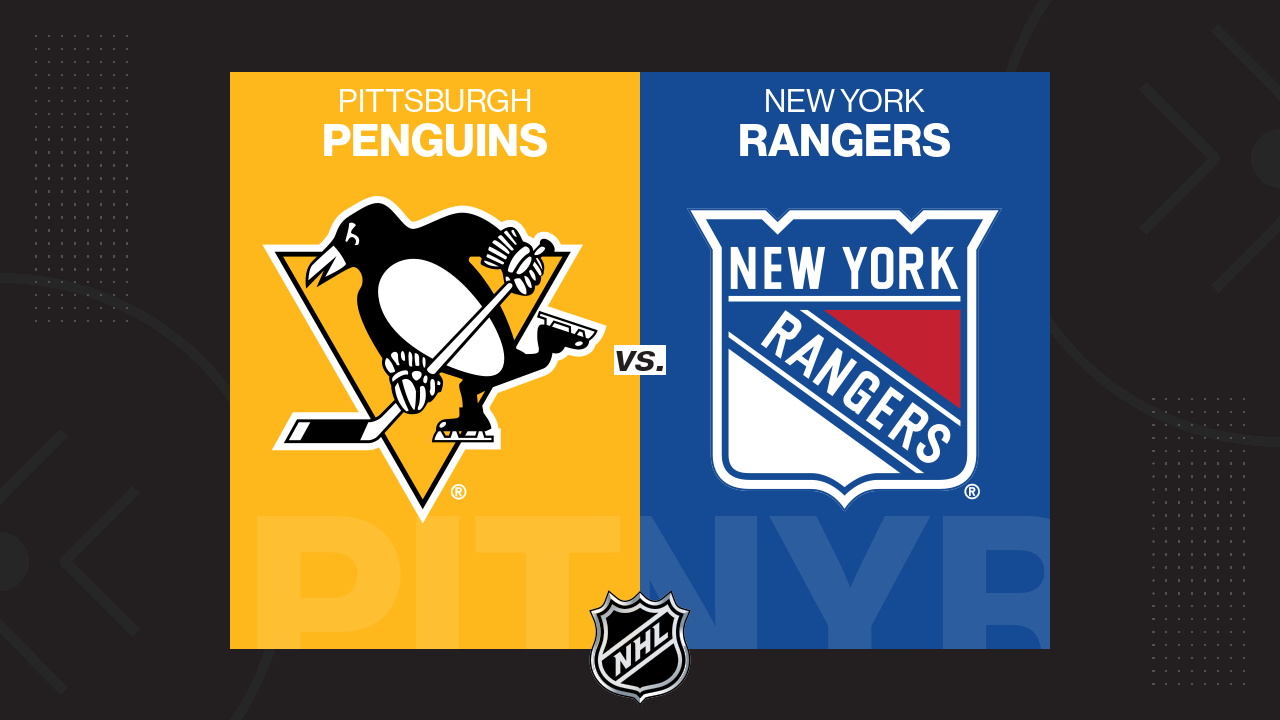 PITTSBURGH
PENGUINS
NEW YORK
RANGERS
NEW YORK
RANGERS
vs.
®
®
PIT
NYR
NHL